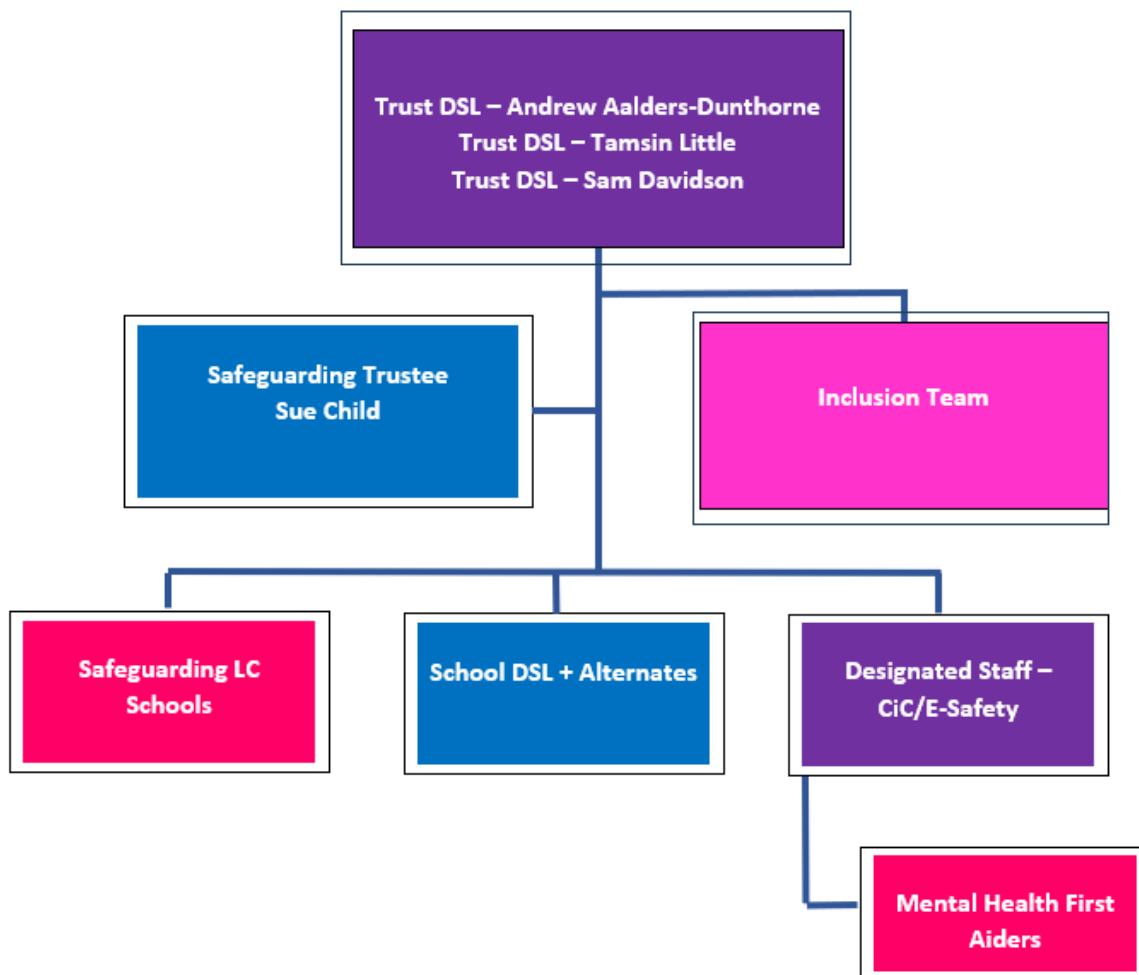 Trust DSL – Andrew Aalders-Dunthorne
Trust DSL – Tamsin Little
Trust DSL – Sam Davidson
Safeguarding Trustee
Sue Child
Inclusion Team
Safeguarding LC
Schools
School DSL + Alternates
Designated Staff –
CiC/E-Safety
Mental Health First
Aiders